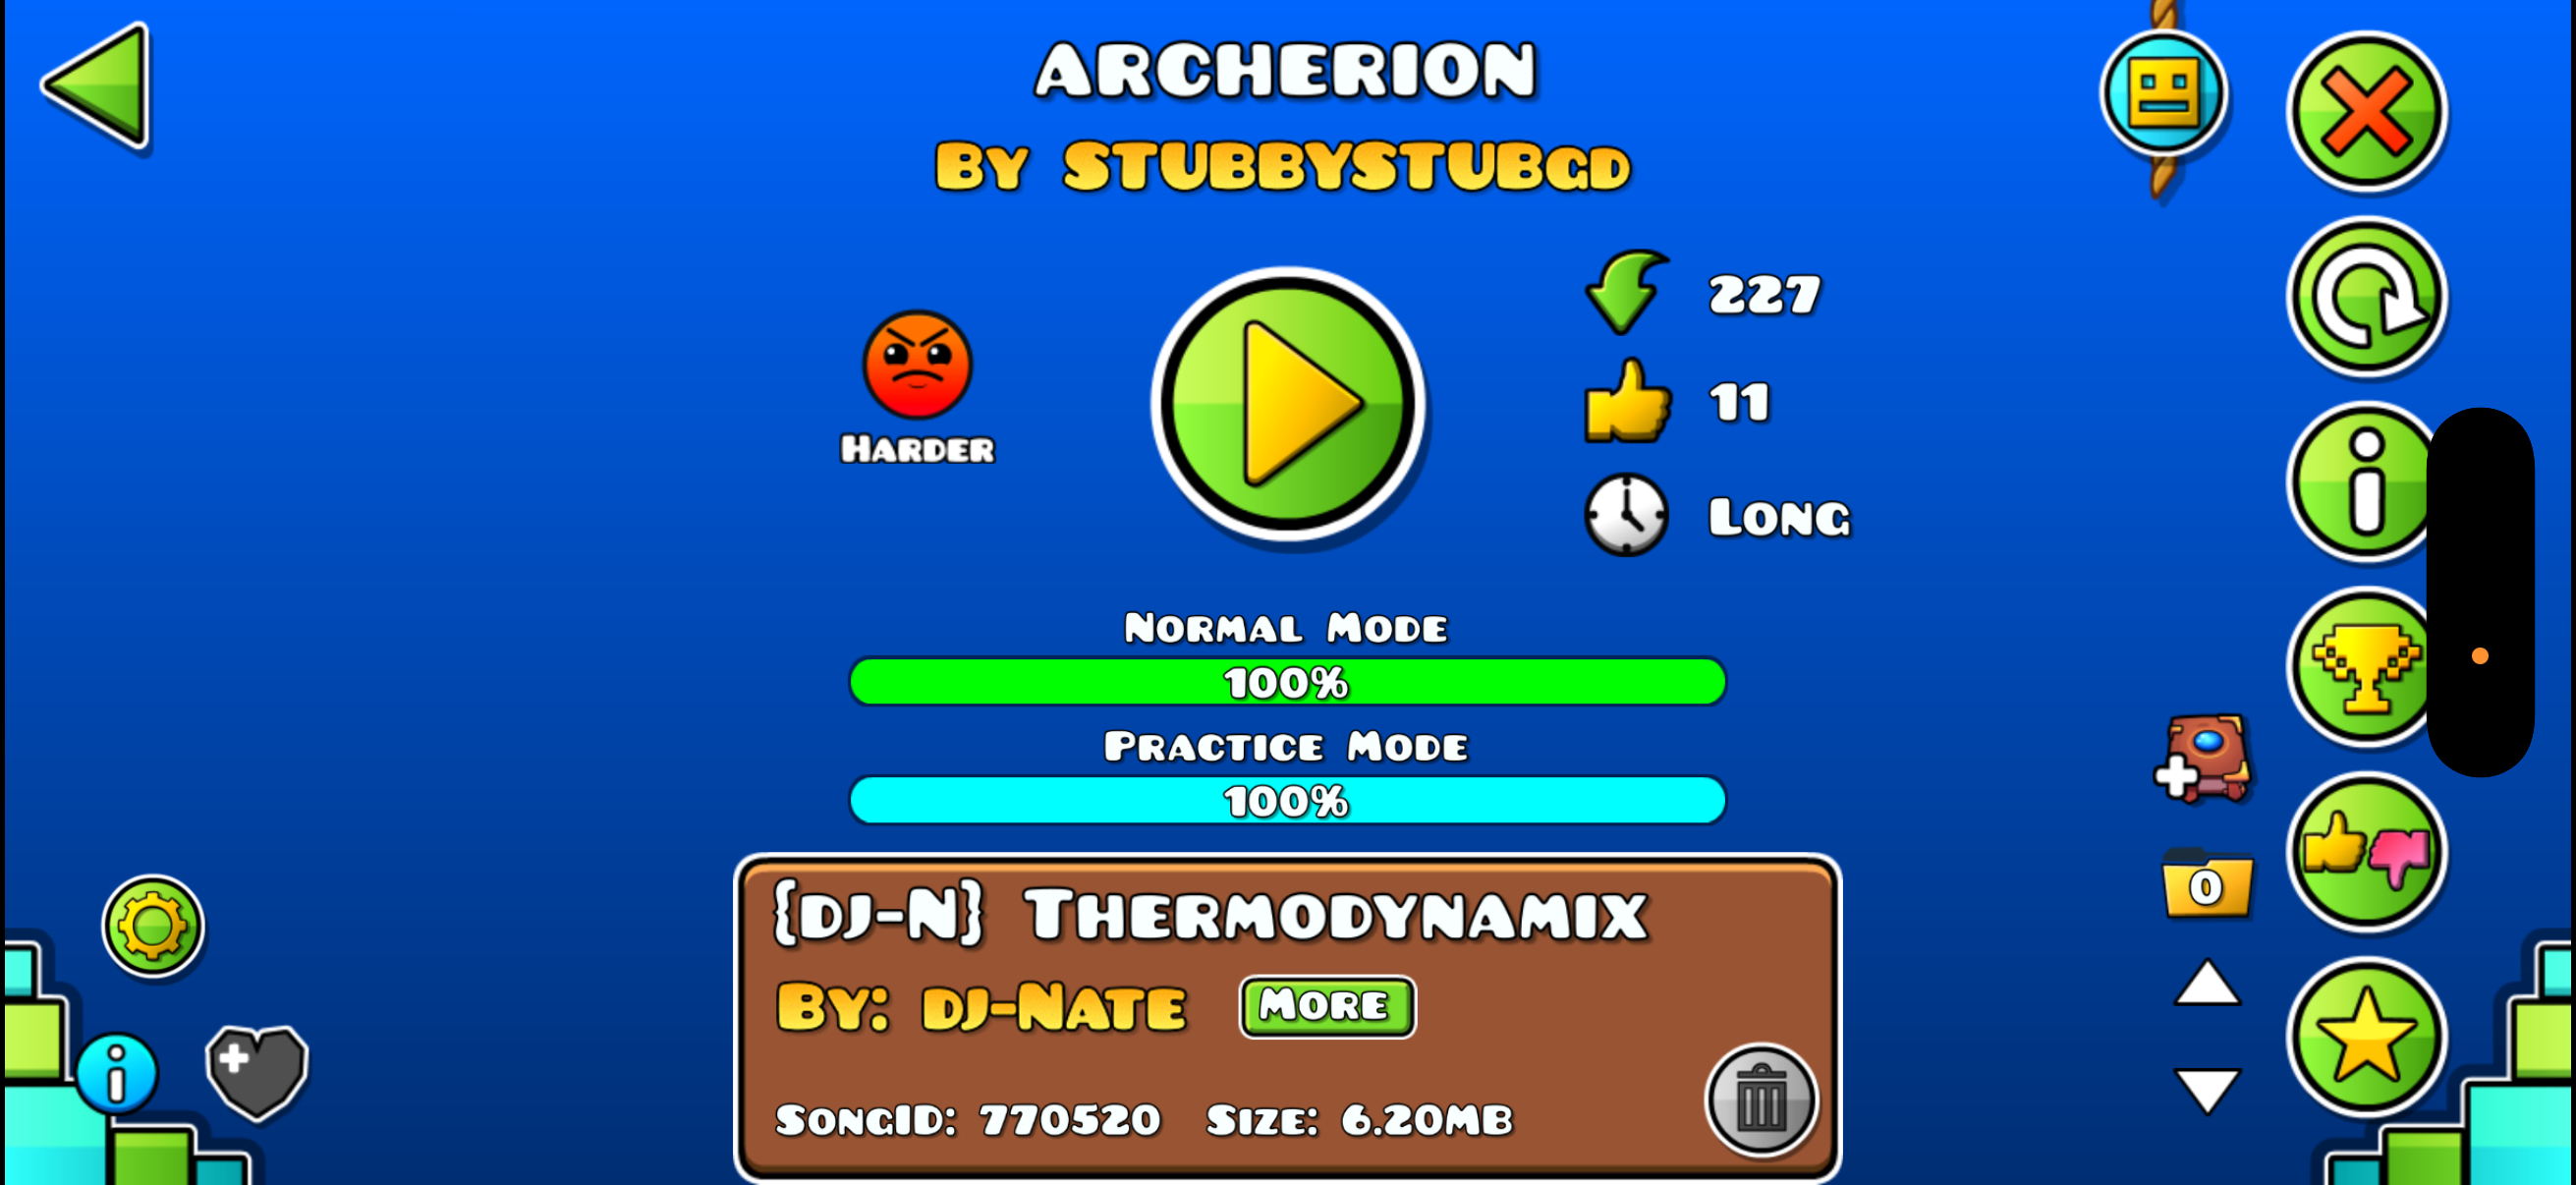 ARCHERION
BY STUBBYSTUBGD
227
HARDER
11
LONG
NORMAL MODE
100%
PRACTICE MODE
100%
{DJ-N} THERMODYNAMIX
BY: DJ-NATE MORE
0
SONGID: 770520 SIZE: 6.20MB